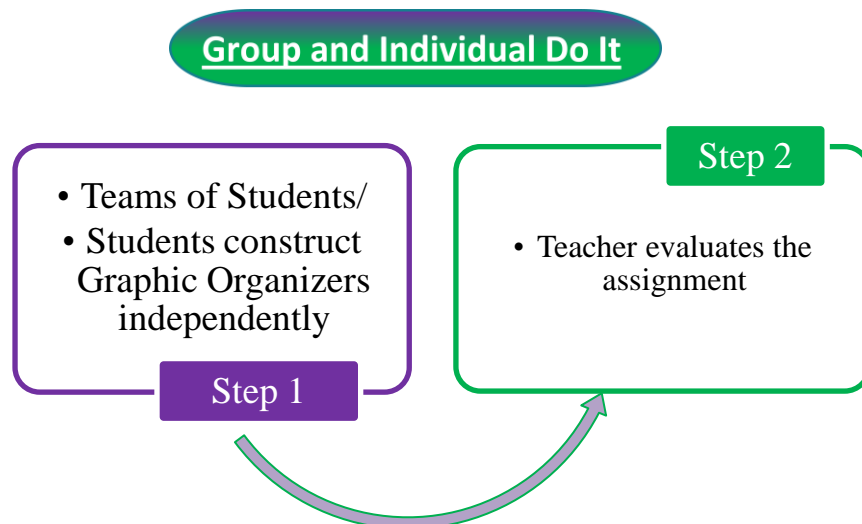 Group and Individual Do It
• Teams of Students/
• Students construct
Graphic Organizers
independently
Step 1
Step 2
• Teacher evaluates the
assignment